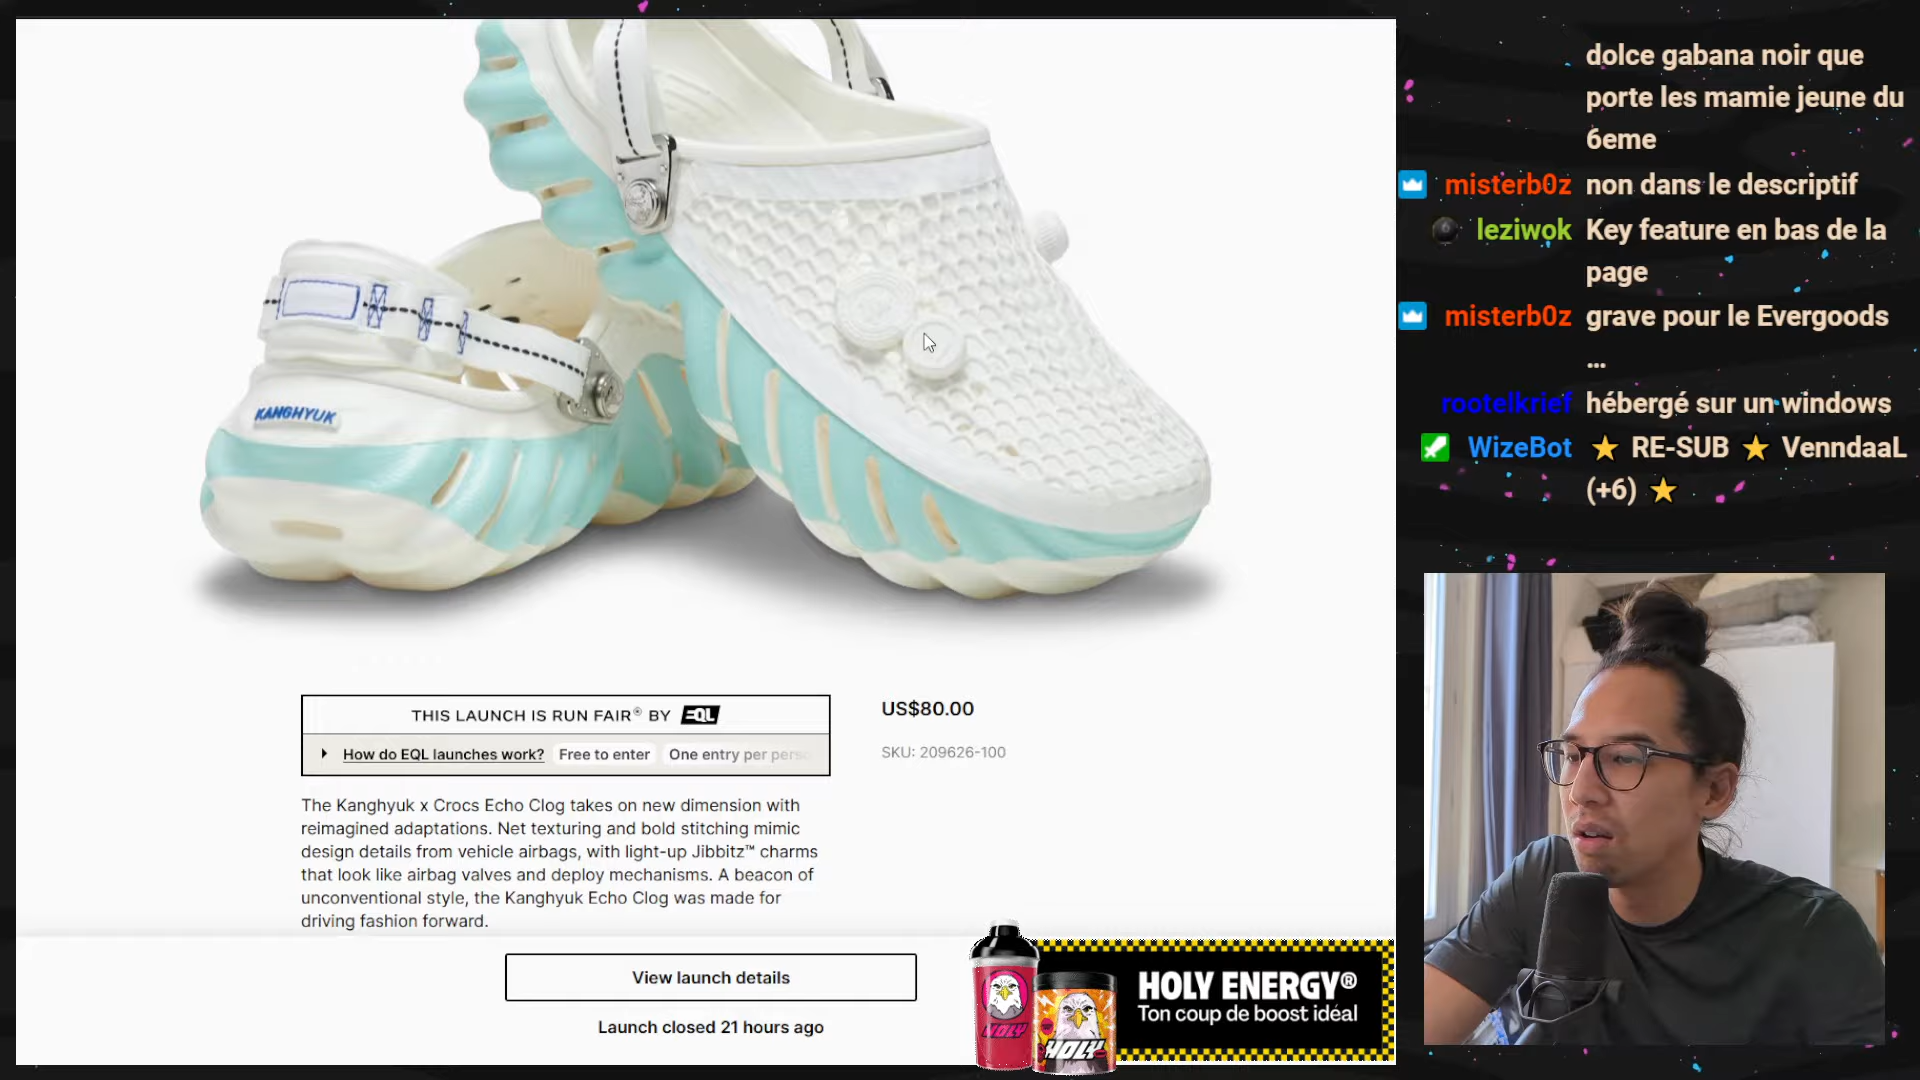 KANGHYUK
THIS LAUNCH IS RUN FAIR® BY EQL
How do EQL launches work? Free to enter One entry per perso
US$80.00
SKU: 209626-100
The Kanghyuk x Crocs Echo Clog takes on new dimension with
reimagined adaptations. Net texturing and bold stitching mimic
design details from vehicle airbags, with light-up Jibbitz™ charms
that look like airbag valves and deploy mechanisms. A beacon of
unconventional style, the Kanghyuk Echo Clog was made for
driving fashion forward.
View launch details
Launch closed 21 hours ago
HOLY ENERGY®
Ton coup de boost idéal
HOLY
HOLY
dolce gabana noir que
porte les mamie jeune du
6eme
misterb0z non dans le descriptif
leziwok Key feature en bas de la
page
misterb0z grave pour le Evergoods
...
rootelkrief hébergé sur un windows
WizeBot ★ RE-SUB ★ VenndaaL
(+6) ★